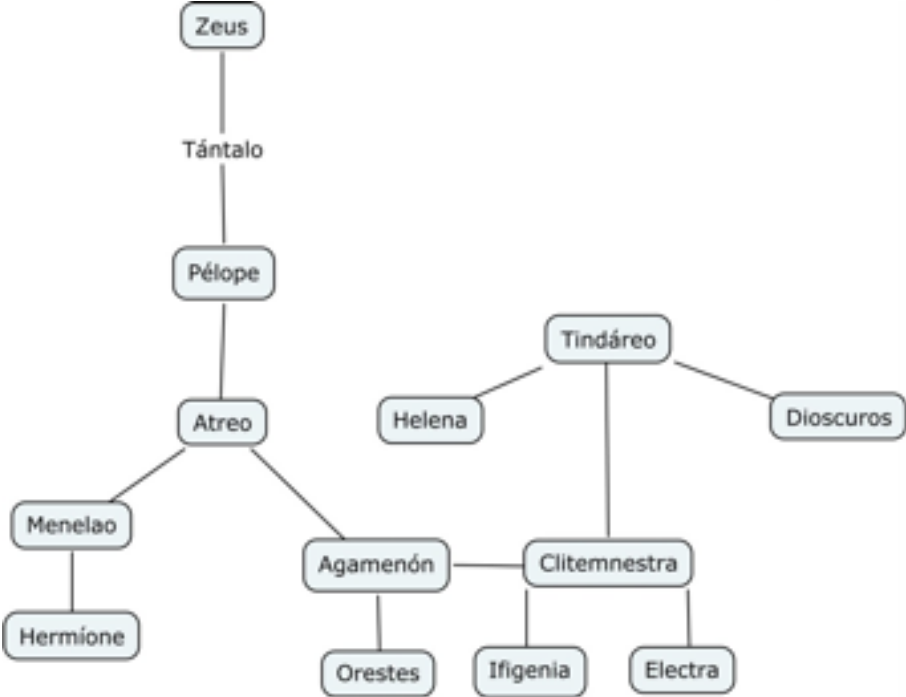 Zeus
Tántalo
Pélope
Tindáreo
Helena
Dioscuros
Atreo
Menelao
Agamenón
Clitemnestra
Hermíone
Orestes
Ifigenia
Electra